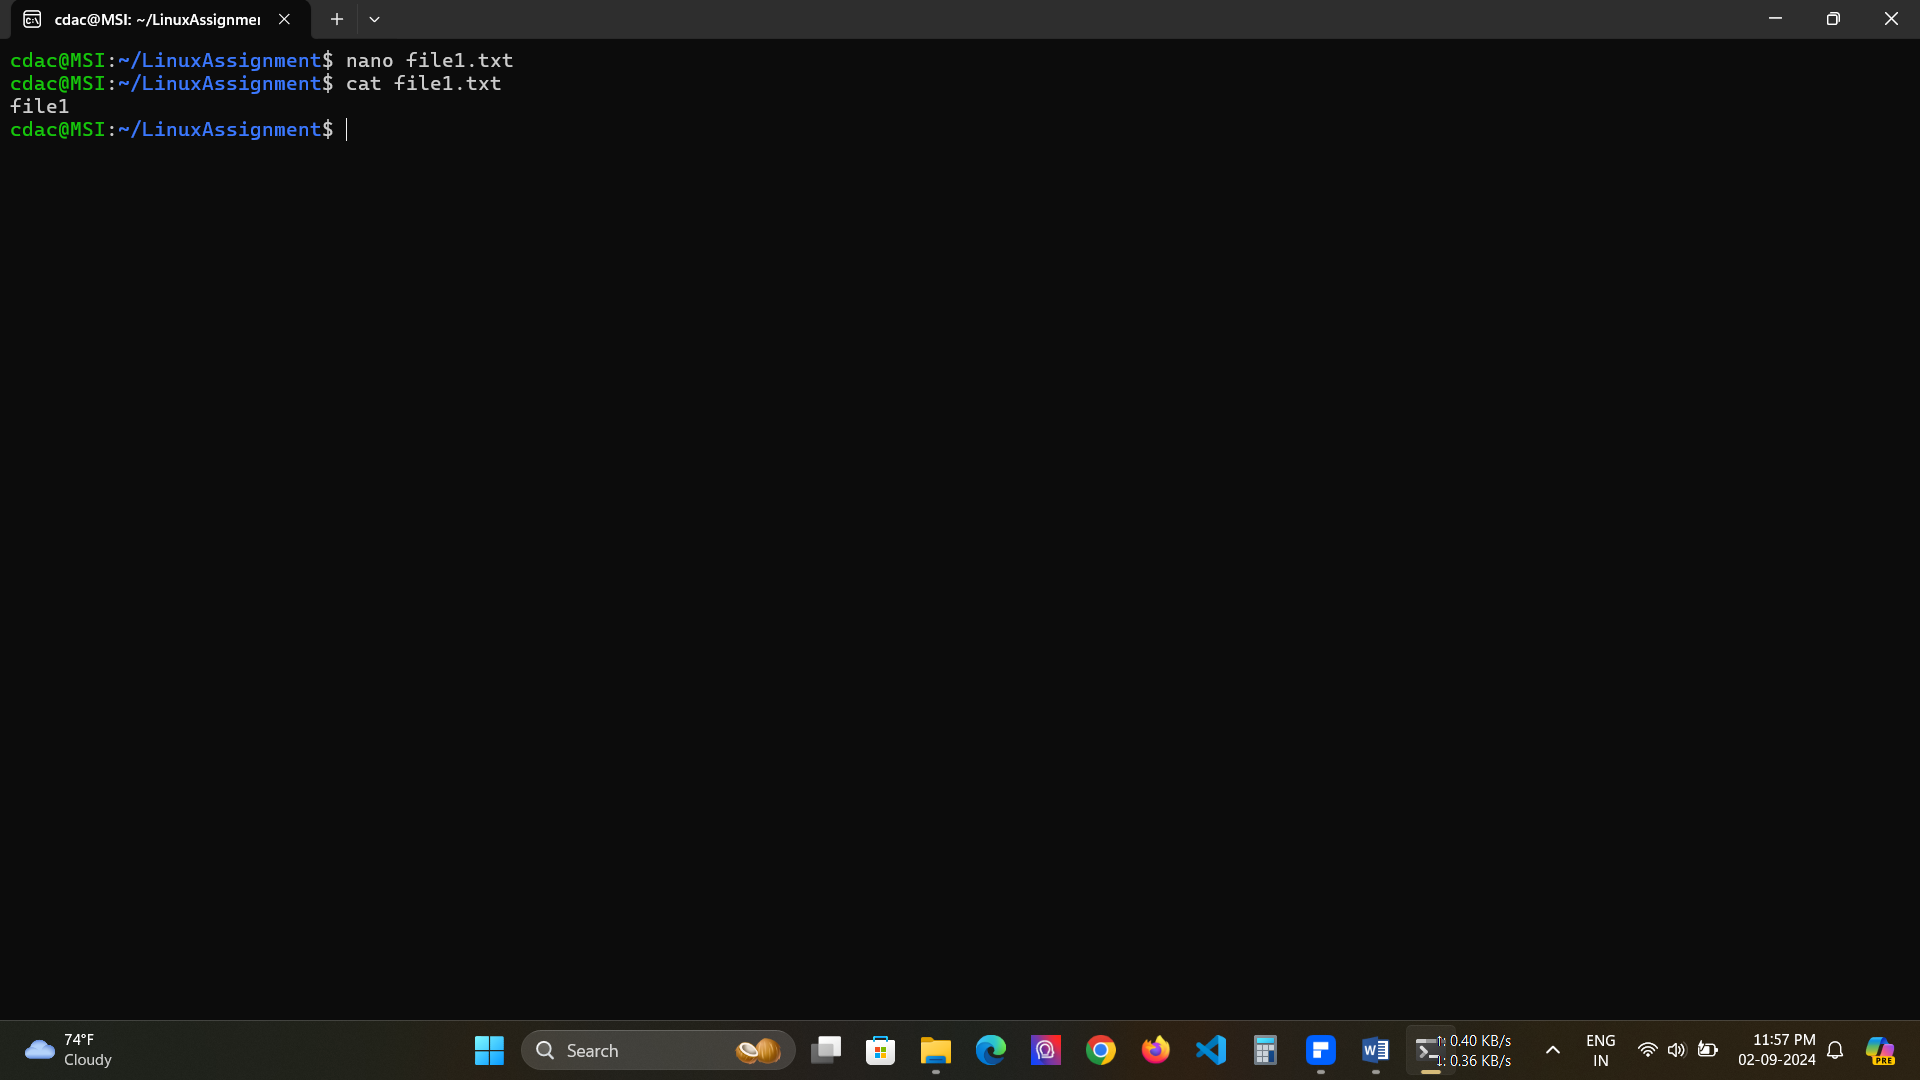 cdac@MSI: ~/LinuxAssignmer
cdac@MSI:~/LinuxAssignment$ nano file1.txt
cdac@MSI:~/LinuxAssignment$ cat file1.txt
file1
cdac@MSI:~/LinuxAssignment$
74°F
Cloudy
Search
↑: 0.40 KB/s
↓: 0.36 KB/s
ENG
IN
11:57 PM
02-09-2024
PRE